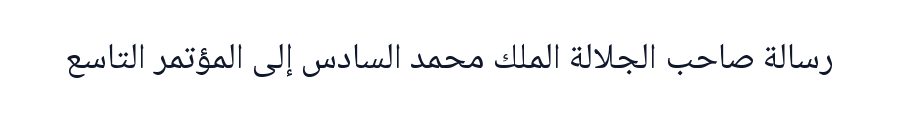 رسالة صاحب الجلالة الملك محمد السادس إلى المؤتمر التاسع